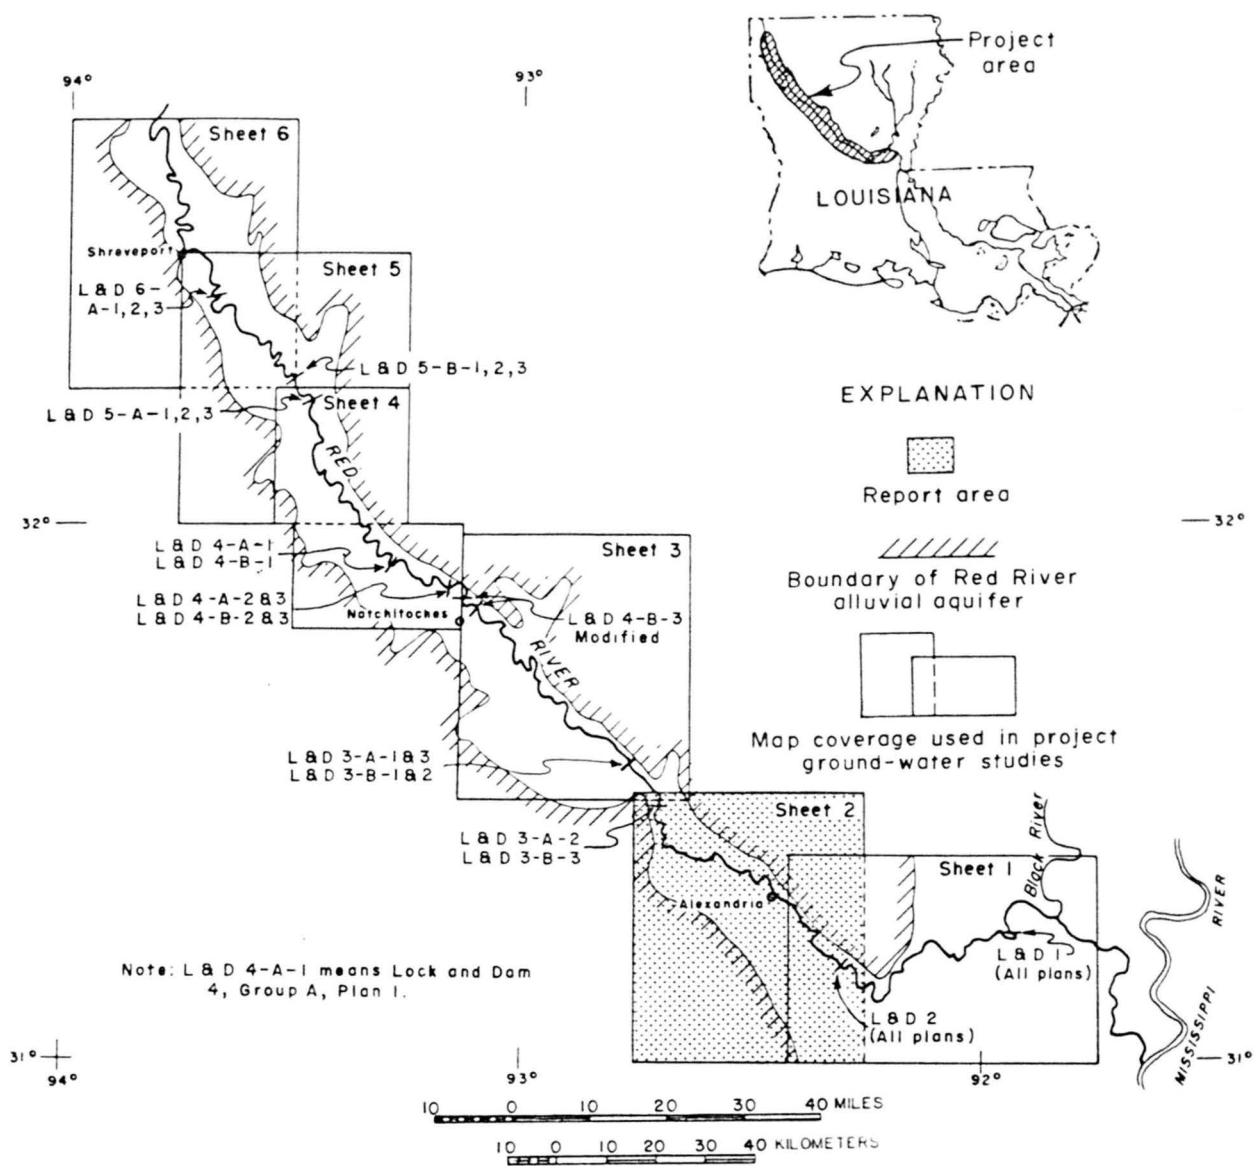 Project
area
LOUISIANA
94°
93°
Sheet 6
Shreveport
Sheet 5
L & D 6-
A-1,2,3
L & D 5-B-1,2,3
L & D 5-A-1,2,3
Sheet 4
RED
EXPLANATION
Report area
32°
32°
Boundary of Red River
alluvial aquifer
Map coverage used in project
ground-water studies
L & D 4-A-1
L & D 4-B-1
Sheet 3
L & D 4-A-2&3
L & D 4-B-2&3
Natchitoches
L & D 4-B-3
Modified
RIVER
L & D 3-A-1&3
L & D 3-B-1&2
Sheet 2
L & D 3-A-2
L & D 3-B-3
Black River
Sheet 1
Alexandria
L & D 1
(All plans)
L & D 2
(All plans)
MISSISSIPPI
RIVER
Note: L & D 4-A-1 means Lock and Dam
4, Group A, Plan 1.
31°
31°
94°
93°
92°
10 0 10 20 30 40 MILES
10 0 10 20 30 40 KILOMETERS